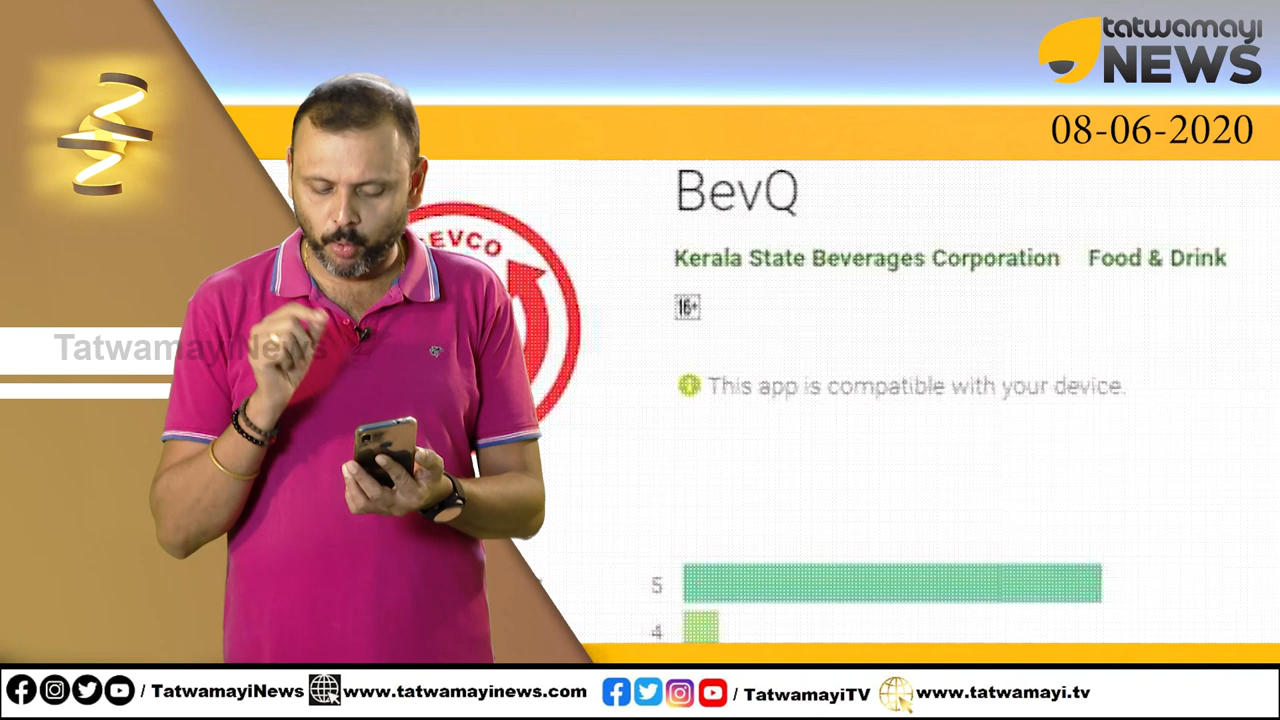 tatwamayi
NEWS
08-06-2020
BevQ
BEVCO
Kerala State Beverages Corporation Food & Drink
16+
TatwamayiNews
This app is compatible with your device.
5
4
/ TatwamayiNews www.tatwamayinews.com / TatwamayiTV www.tatwamayi.tv